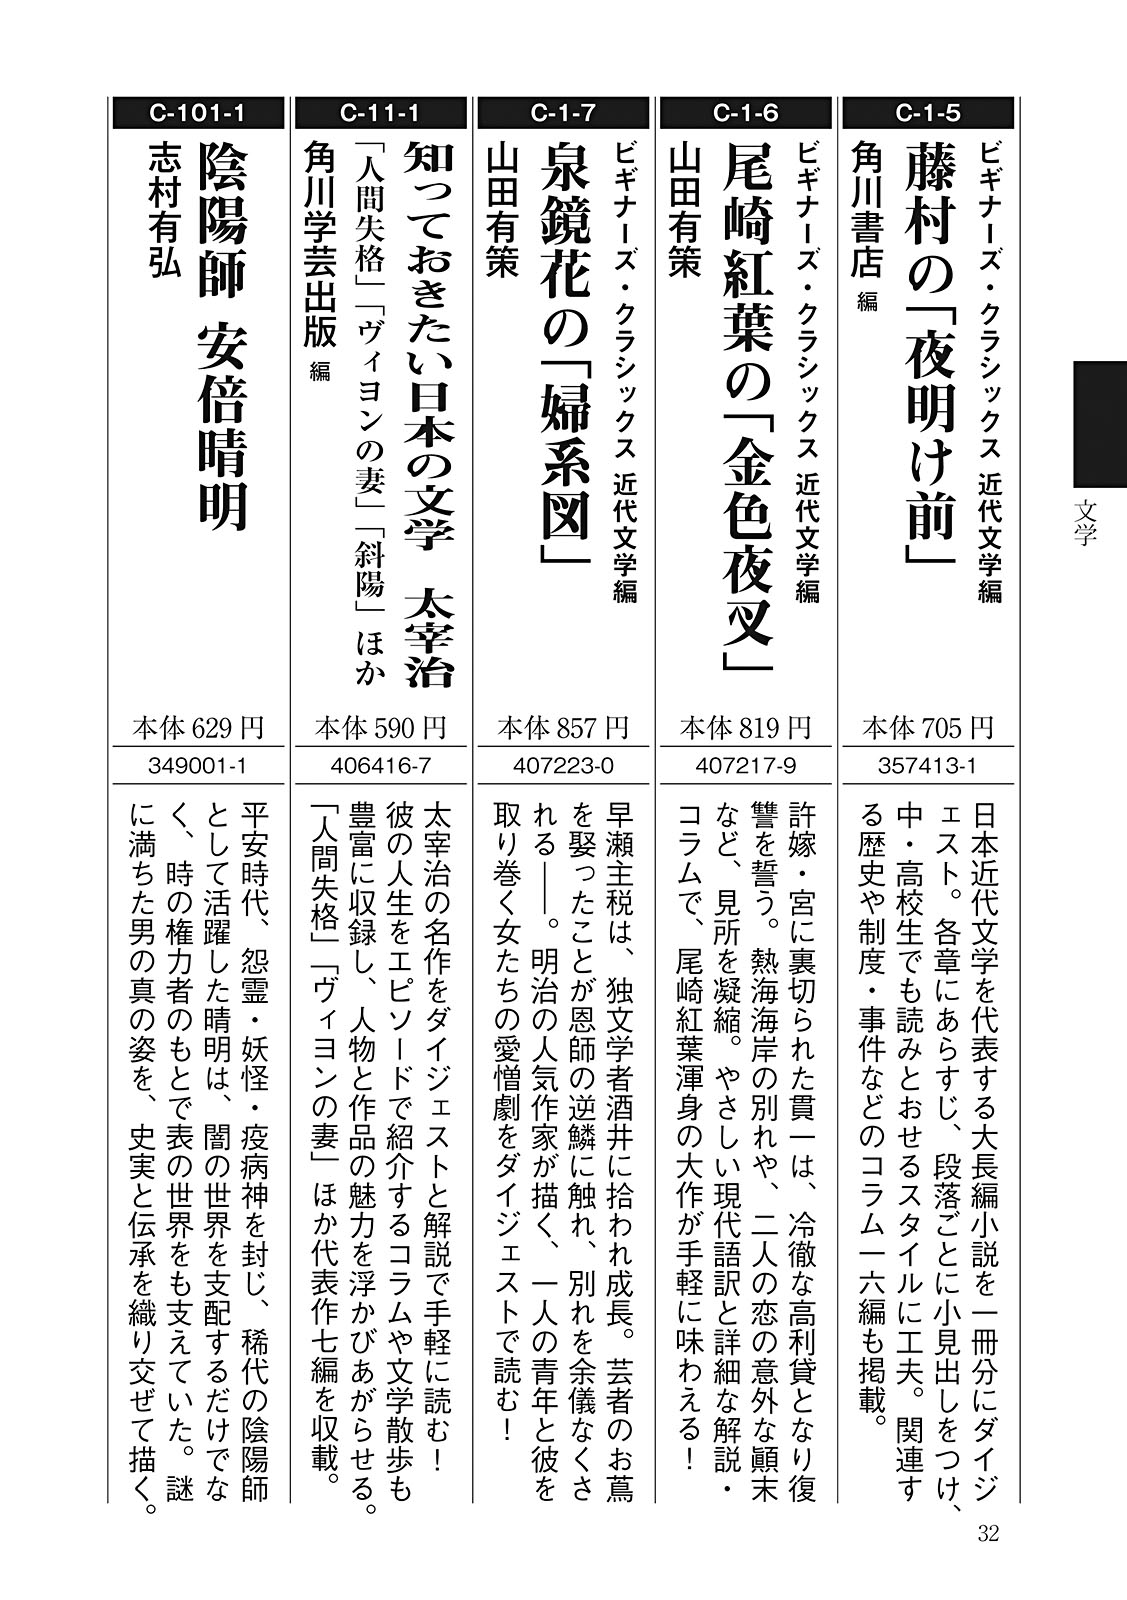 文学
C-1-5
ビギナーズ・クラシックス 近代文学編
藤村の「夜明け前」
角川書店 編
本体 705 円
357413-1
日本近代文学を代表する大長編小説を一冊分にダイジ
ェスト。各章にあらすじ、段落ごとに小見出しをつけ、
中・高校生でも読みとおせるスタイルに工夫。関連す
る歴史や制度・事件などのコラム一六編も掲載。
C-1-6
ビギナーズ・クラシックス 近代文学編
尾崎紅葉の「金色夜叉」
山田有策
本体 819 円
407217-9
許嫁・宮に裏切られた貫一は、冷徹な高利貸となり復
讐を誓う。熱海海岸の別れや、二人の恋の意外な顚末
など、見所を凝縮。やさしい現代語訳と詳細な解説・
コラムで、尾崎紅葉渾身の大作が手軽に味わえる！
C-1-7
ビギナーズ・クラシックス 近代文学編
泉鏡花の「婦系図」
山田有策
本体 857 円
407223-0
早瀬主税は、独文学者酒井に拾われ成長。芸者のお蔦
を娶ったことが恩師の逆鱗に触れ、別れを余儀なくさ
れる――。明治の人気作家が描く、一人の青年と彼を
取り巻く女たちの愛憎劇をダイジェストで読む！
C-11-1
知っておきたい日本の文学　太宰治
「人間失格」「ヴィヨンの妻」「斜陽」ほか
角川学芸出版 編
本体 590 円
406416-7
太宰治の名作をダイジェストと解説で手軽に読む！
彼の人生をエピソードで紹介するコラムや文学散歩も
豊富に収録し、人物と作品の魅力を浮かびあがらせる。
「人間失格」「ヴィヨンの妻」ほか代表作七編を収載。
C-101-1
陰陽師 安倍晴明
志村有弘
本体 629 円
349001-1
平安時代、怨霊・妖怪・疫病神を封じ、稀代の陰陽師
として活躍した晴明は、闇の世界を支配するだけでな
く、時の権力者のもとで表の世界をも支えていた。謎
に満ちた男の真の姿を、史実と伝承を織り交ぜて描く。
32